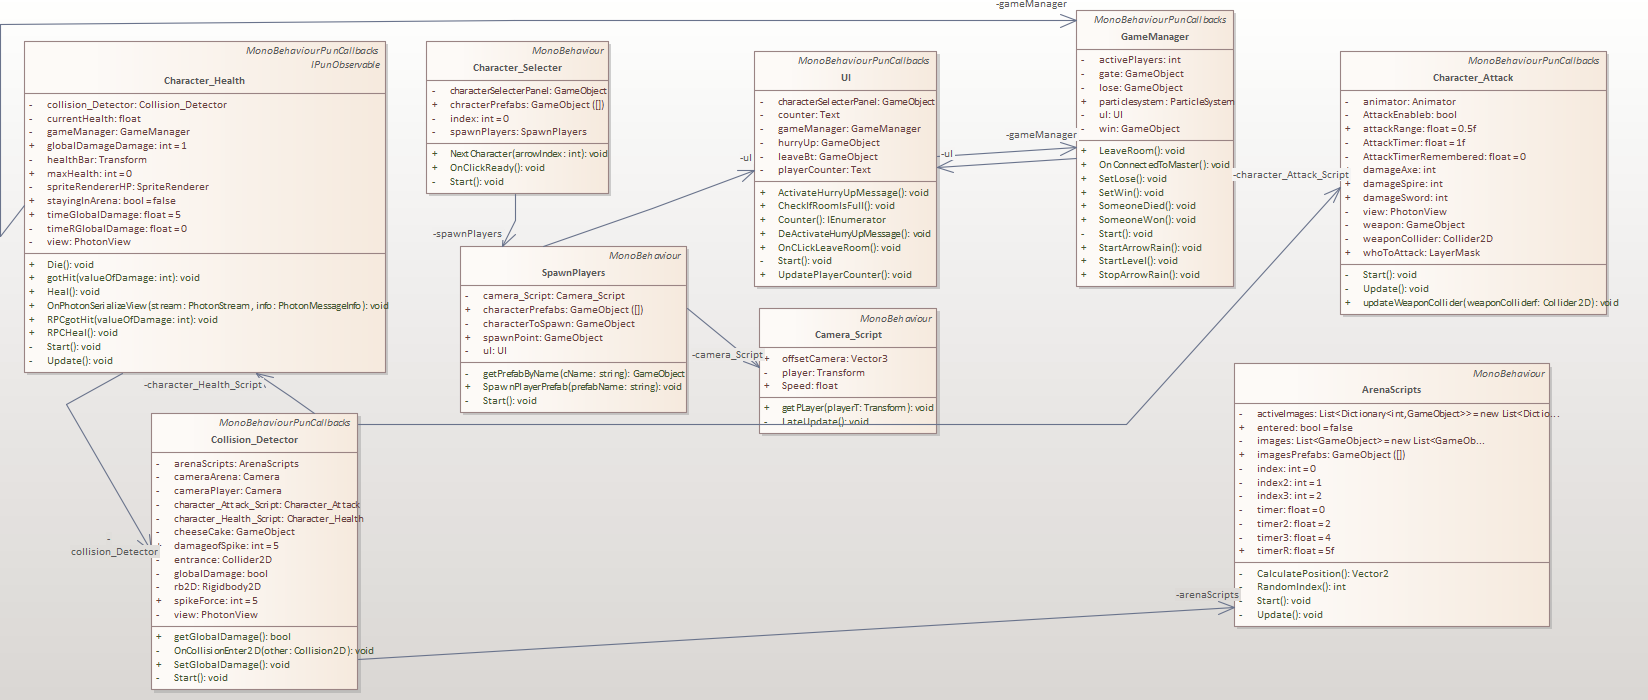 -gameManager
MonoBehaviourPunCallbacks
IPunObservable
Character_Health
- collision_Detector: Collision_Detector
- currentHealth: float
- gameManager: GameManager
+ globalDamageDamage: int = 1
- healthBar: Transform
+ maxHealth: int = 0
- spriteRendererHP: SpriteRenderer
- stayingInArena: bool = false
+ timeGlobalDamage: float = 5
- timeRGlobalDamage: float = 0
- view: PhotonView
+ Die(): void
+ gotHit(valueOfDamage: int): void
+ Heal(): void
+ OnPhotonSerializeView(stream: PhotonStream, info: PhotonMessageInfo): void
+ RPCgotHit(valueOfDamage: int): void
+ RPCHeal(): void
- Start(): void
- Update(): void
MonoBehaviour
Character_Selecter
- characterSelecterPanel: GameObject
+ chracterPrefabs: GameObject ([])
- index: int = 0
- spawnPlayers: SpawnPlayers
+ NextCharacter(arrowIndex: int): void
+ OnClickReady(): void
- Start(): void
-spawnPlayers
MonoBehaviour
SpawnPlayers
- camera_Script: Camera_Script
+ characterPrefabs: GameObject ([])
- characterToSpawn: GameObject
+ spawnPoint: GameObject
- uI: UI
- getPrefabByName(cName: string): GameObject
+ SpawnPlayerPrefab(prefabName: string): void
- Start(): void
-uI
MonoBehaviourPunCallbacks
UI
- characterSelecterPanel: GameObject
- counter: Text
- gameManager: GameManager
- hurryUp: GameObject
- leaveBt: GameObject
- playerCounter: Text
+ ActivateHurryUpMessage(): void
+ CheckIfRoomIsFull(): void
+ Counter(): IEnumerator
+ DeActivateHurryUpMessage(): void
+ OnCLickLeaveRoom(): void
- Start(): void
+ UpdatePlayerCounter(): void
-camera_Script
MonoBehaviour
Camera_Script
+ offsetCamera: Vector3
- player: Transform
+ Speed: float
+ getPLayer(playerT: Transform): void
- LateUpdate(): void
-gameManager
-uI
MonoBehaviourPunCallbacks
GameManager
- activePlayers: int
- gate: GameObject
- lose: GameObject
+ particlesystem: ParticleSystem
- uI: UI
- win: GameObject
+ LeaveRoom(): void
+ OnConnectedToMaster(): void
+ SetLose(): void
+ SetWin(): void
+ SomeoneDied(): void
+ SomeoneWon(): void
- Start(): void
+ StartArrowRain(): void
+ StartLevel(): void
+ StopArrowRain(): void
-character_Attack_Script
MonoBehaviourPunCallbacks
Character_Attack
- animator: Animator
- AttackEnableb: bool
+ attackRange: float = 0.5f
- AttackTimer: float = 1f
- AttackTimerRemembered: float = 0
- damageAxe: int
- damageSpire: int
- damageSword: int
- view: PhotonView
- weapon: GameObject
- weaponCollider: Collider2D
+ whoToAttack: LayerMask
- Start(): void
- Update(): void
+ updateWeaponCollider(weaponColliderf: Collider2D): void
-character_Health_Script
-
collision_Detector
MonoBehaviourPunCallbacks
Collision_Detector
- arenaScripts: ArenaScripts
- cameraArena: Camera
- cameraPlayer: Camera
- character_Attack_Script: Character_Attack
- character_Health_Script: Character_Health
- cheeseCake: GameObject
damageofSpike: int = 5
- entrance: Collider2D
- globalDamage: bool
- rb2D: Rigidbody2D
+ spikeForce: int = 5
- view: PhotonView
+ getGlobalDamage(): bool
- OnCollisionEnter2D(other: Collision2D): void
+ SetGlobalDamage(): void
- Start(): void
-arenaScripts
MonoBehaviour
ArenaScripts
- activeImages: List<Dictionary<int,GameObject>> = new List<Dictio...
+ entered: bool = false
- images: List<GameObject> = new List<GameOb...
+ imagesPrefabs: GameObject ([])
- index: int = 0
- index2: int = 1
- index3: int = 2
- timer: float = 0
- timer2: float = 2
- timer3: float = 4
+ timerR: float = 5f
- CalculatePosition(): Vector2
- RandomIndex(): int
- Start(): void
- Update(): void